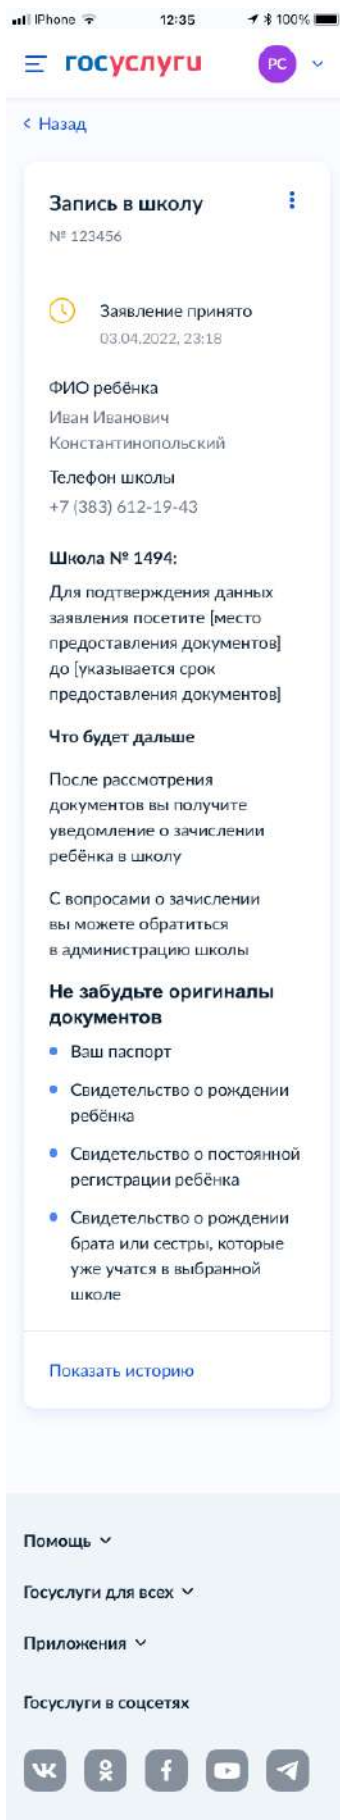 IPhone 12:35 100%
госуслуги РС
Назад
Запись в школу
№ 123456
Заявление принято
03.04.2022, 23:18
ФИО ребёнка
Иван Иванович
Константинопольский
Телефон школы
+7 (383) 612-19-43
Школа № 1494:
Для подтверждения данных
заявления посетите [место
предоставления документов]
до [указывается срок
предоставления документов]
Что будет дальше
После рассмотрения
документов вы получите
уведомление о зачислении
ребёнка в школу
С вопросами о зачислении
вы можете обратиться
в администрацию школы
Не забудьте оригиналы
документов
Ваш паспорт
Свидетельство о рождении
ребёнка
Свидетельство о постоянной
регистрации ребёнка
Свидетельство о рождении
брата или сестры, которые
уже учатся в выбранной
школе
Показать историю
Помощь
Госуслуги для всех
Приложения
Госуслуги в соцсетях